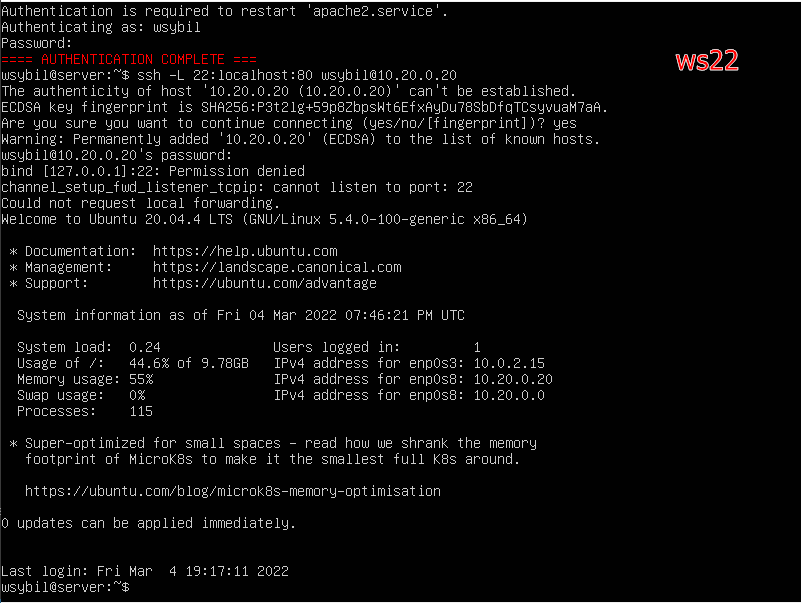 Authentication is required to restart 'apache2.service'.
Authenticating as: wsybil
Password:
==== AUTHENTICATION COMPLETE ===
ws22
wsybil@server:~$ ssh -L 22:localhost:80 wsybil@10.20.0.20
The authenticity of host '10.20.0.20 (10.20.0.20)' can't be established.
ECDSA key fingerprint is SHA256:P3t2lg+59p8ZbpsWt6EfxAyDu78SbDfqTCsyvuaM7aA.
Are you sure you want to continue connecting (yes/no/[fingerprint])? yes
Warning: Permanently added '10.20.0.20' (ECDSA) to the list of known hosts.
wsybil@10.20.0.20's password:
bind [127.0.0.1]:22: Permission denied
channel_setup_fwd_listener_tcpip: cannot listen to port: 22
Could not request local forwarding.
Welcome to Ubuntu 20.04.4 LTS (GNU/Linux 5.4.0-100-generic x86_64)
* Documentation:  https://help.ubuntu.com
* Management:     https://landscape.canonical.com
* Support:        https://ubuntu.com/advantage
System information as of Fri 04 Mar 2022 07:46:21 PM UTC
System load:  0.24               Users logged in:         1
Usage of /:   44.6% of 9.78GB   IPv4 address for enp0s3: 10.0.2.15
Memory usage: 55%               IPv4 address for enp0s8: 10.20.0.20
Swap usage:   0%                IPv4 address for enp0s8: 10.20.0.0
Processes:    115
* Super-optimized for small spaces - read how we shrank the memory
footprint of MicroK8s to make it the smallest full K8s around.
https://ubuntu.com/blog/microk8s-memory-optimisation
0 updates can be applied immediately.
Last login: Fri Mar  4 19:17:11 2022
wsybil@server:~$